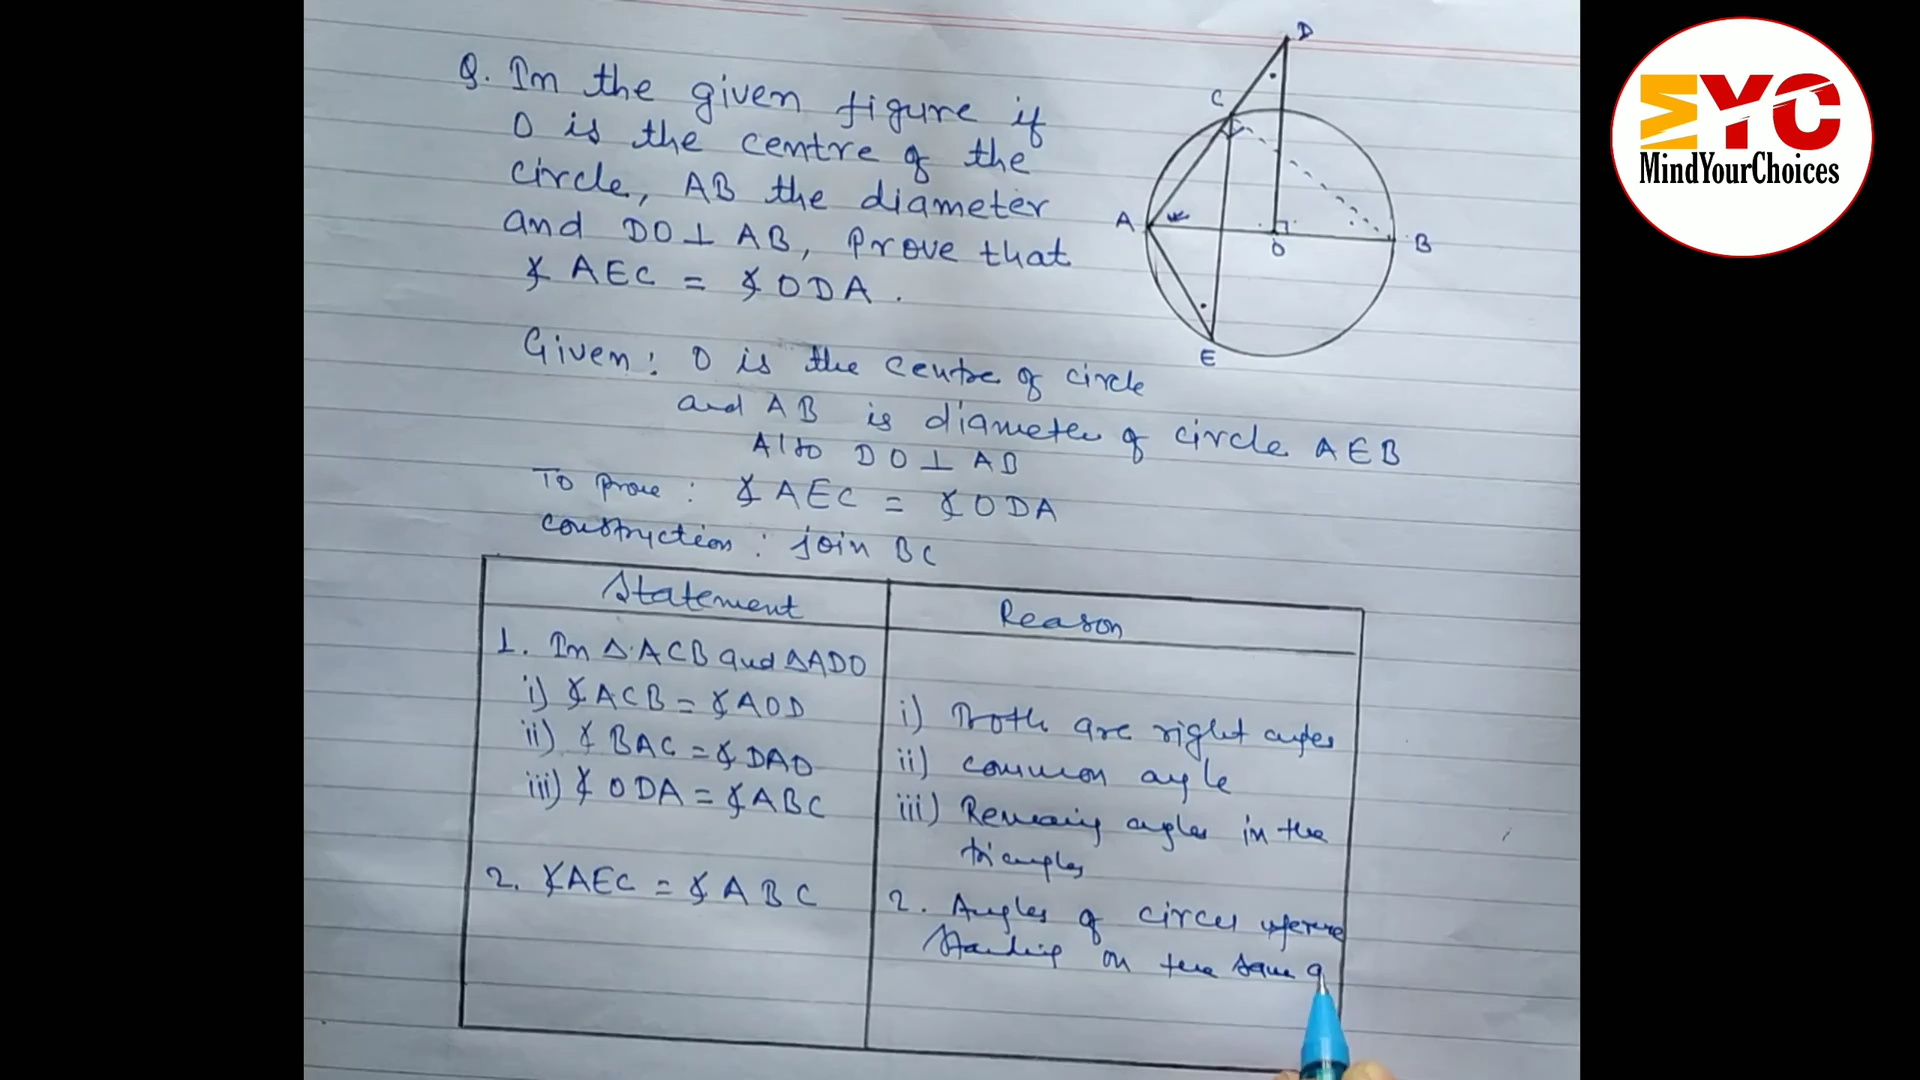 Q. In the given figure if
O is the centre of the
circle, AB the diameter
and DO⊥AB, Prove that
∡AEC = ∡ODA.
Given: O is the centre of circle
and AB is diameter of circle AEB
Also DO⊥AB
To prove: ∡AEC = ∡ODA
construction: join BC
Statement
Reason
1. In △ACB and △ADO
i) ∡ACB = ∡AOD
i) Both are right angles
ii) ∡BAC = ∡DAO
ii) common angle
iii) ∡ODA = ∡ABC
iii) Remaining angles in the
triangles
2. ∡AEC = ∡ABC
2. Angles of
standing on the same a
D
C
A
O
B
E
MYC
MindYourChoices